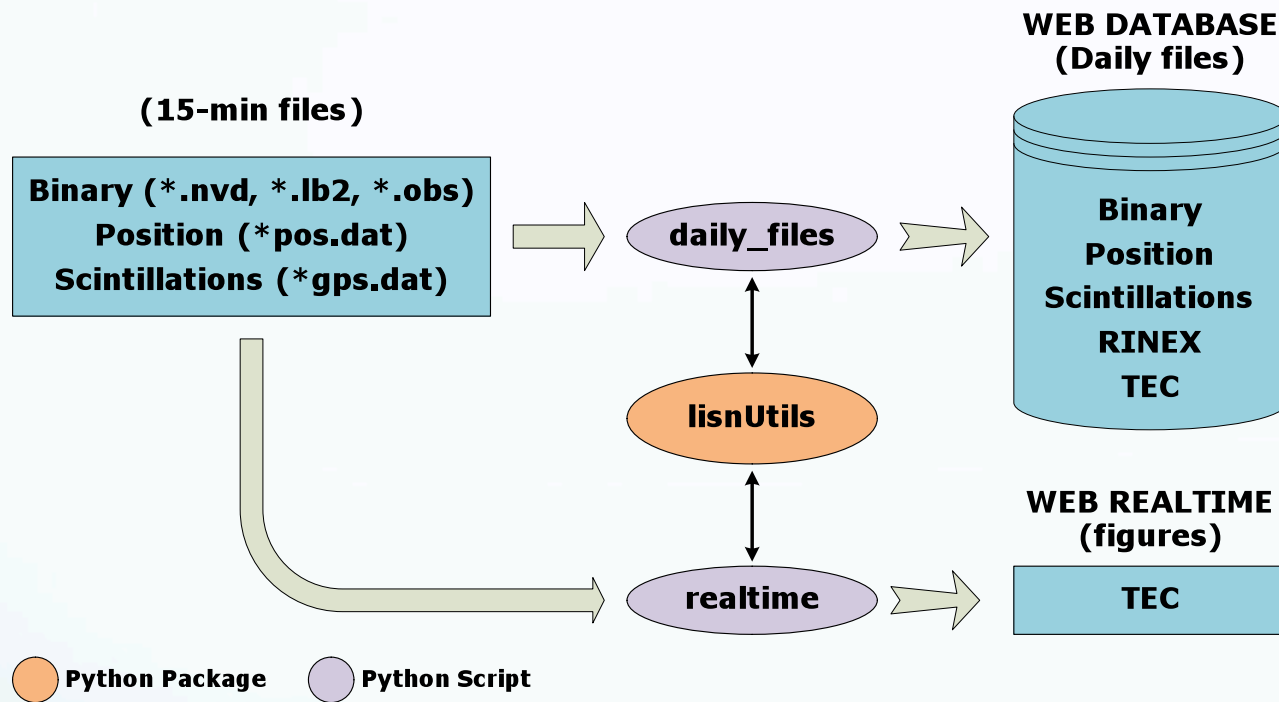 (15-min files)
Binary (*.nvd, *.lb2, *.obs)
Position (*pos.dat)
Scintillations (*gps.dat)
daily_files
lisnUtils
realtime
WEB DATABASE
(Daily files)
Binary
Position
Scintillations
RINEX
TEC
WEB REALTIME
(figures)
TEC
Python Package
Python Script